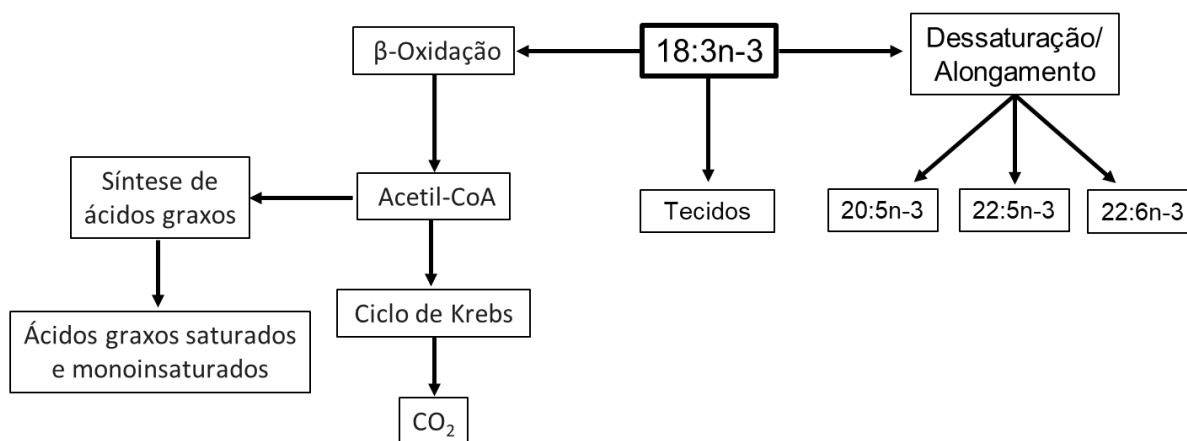 β-Oxidação
18:3n-3
Dessaturação/
Alongamento
Síntese de
ácidos graxos
Acetil-CoA
Tecidos
20:5n-3
22:5n-3
22:6n-3
Ácidos graxos saturados
e monoinsaturados
Ciclo de Krebs
CO₂